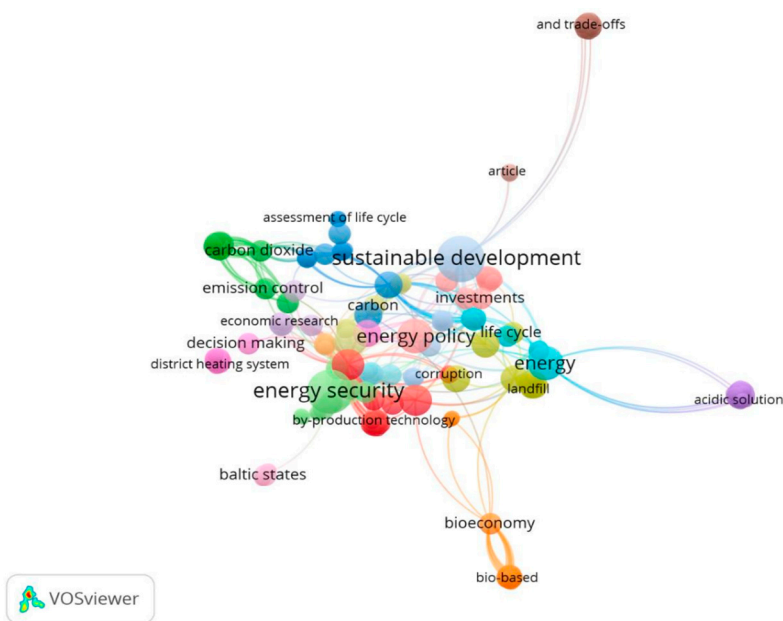 and trade-offs
article
assessment of life cycle
carbon dioxide
sustainable development
emission control
investments
carbon
economic research
energy policy
life cycle
decision making
district heating system
corruption
energy
energy security
landfill
acidic solution
by-production technology
baltic states
bioeconomy
bio-based
VOSviewer